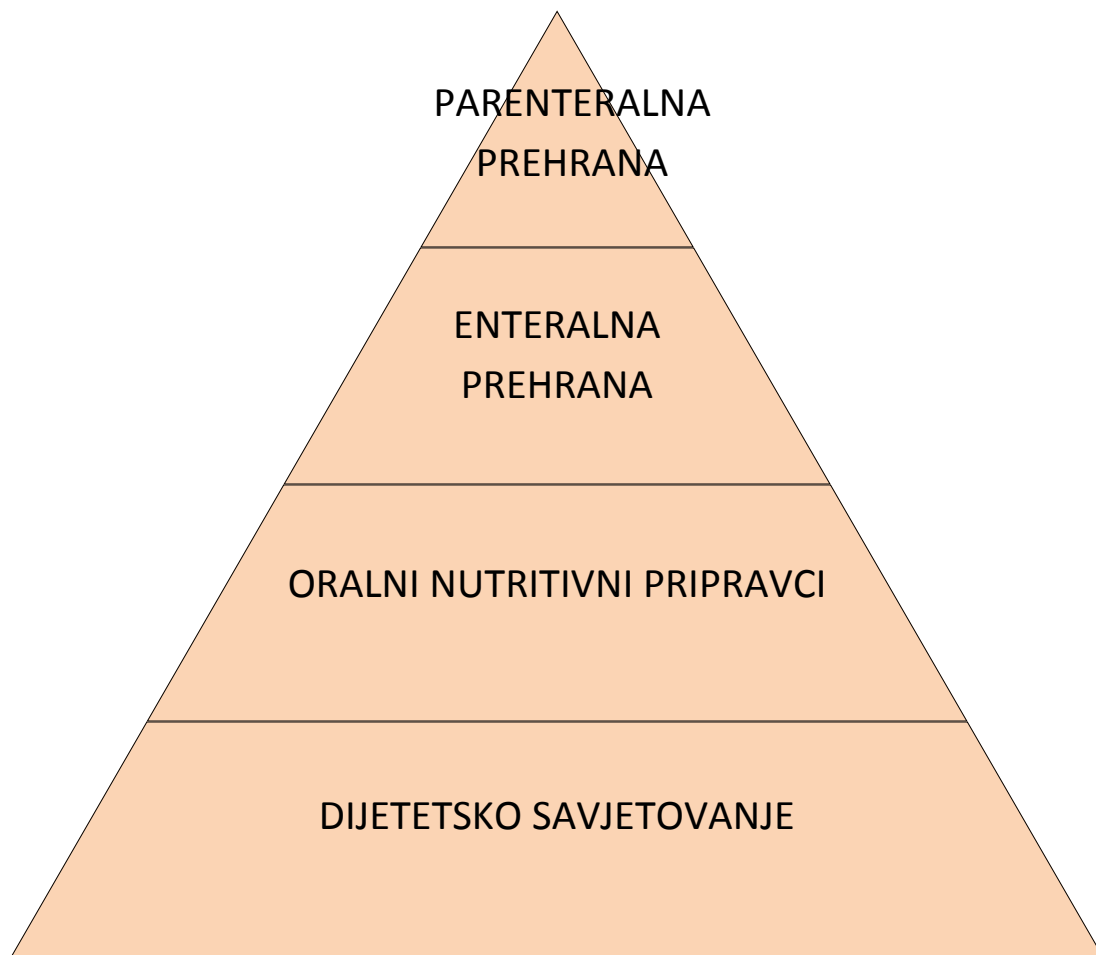 PARENTERALNA
PREHRANA
ENTERALNA
PREHRANA
ORALNI NUTRITIVNI PRIPRAVCI
DIJETETSKO SAVJETOVANJE